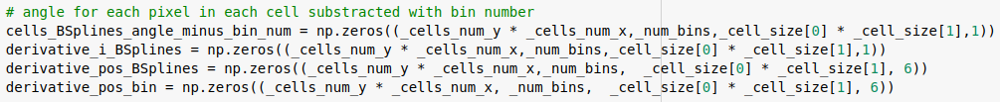 # angle for each pixel in each cell substracted with bin number
cells_BSplines_angle_minus_bin_num = np.zeros((_cells_num_y * _cells_num_x,_num_bins,_cell_size[0] * _cell_size[1],1))
derivative_i_BSplines = np.zeros((_cells_num_y * _cells_num_x,_num_bins,_cell_size[0] * _cell_size[1],1))
derivative_pos_BSplines = np.zeros((_cells_num_y * _cells_num_x,_num_bins,  _cell_size[0] * _cell_size[1], 6))
derivative_pos_bin = np.zeros((_cells_num_y * _cells_num_x, _num_bins,  _cell_size[0] * _cell_size[1], 6))